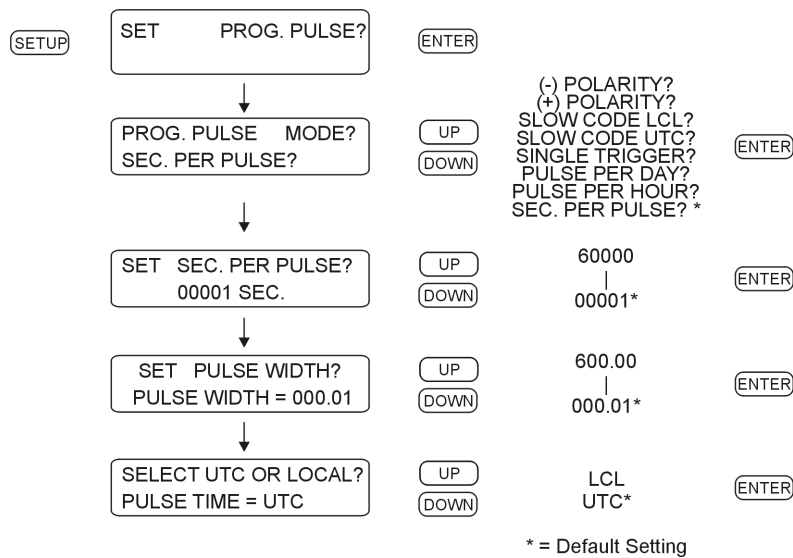 SETUP
SET PROG. PULSE?
ENTER
PROG. PULSE MODE?
SEC. PER PULSE?
UP
DOWN
(-) POLARITY?
(+) POLARITY?
SLOW CODE LCL?
SLOW CODE UTC?
SINGLE TRIGGER?
PULSE PER DAY?
PULSE PER HOUR?
SEC. PER PULSE? *
ENTER
SET SEC. PER PULSE?
00001 SEC.
UP
DOWN
60000
|
00001*
ENTER
SET PULSE WIDTH?
PULSE WIDTH = 000.01
UP
DOWN
600.00
|
000.01*
ENTER
SELECT UTC OR LOCAL?
PULSE TIME = UTC
UP
DOWN
LCL
UTC*
ENTER
* = Default Setting